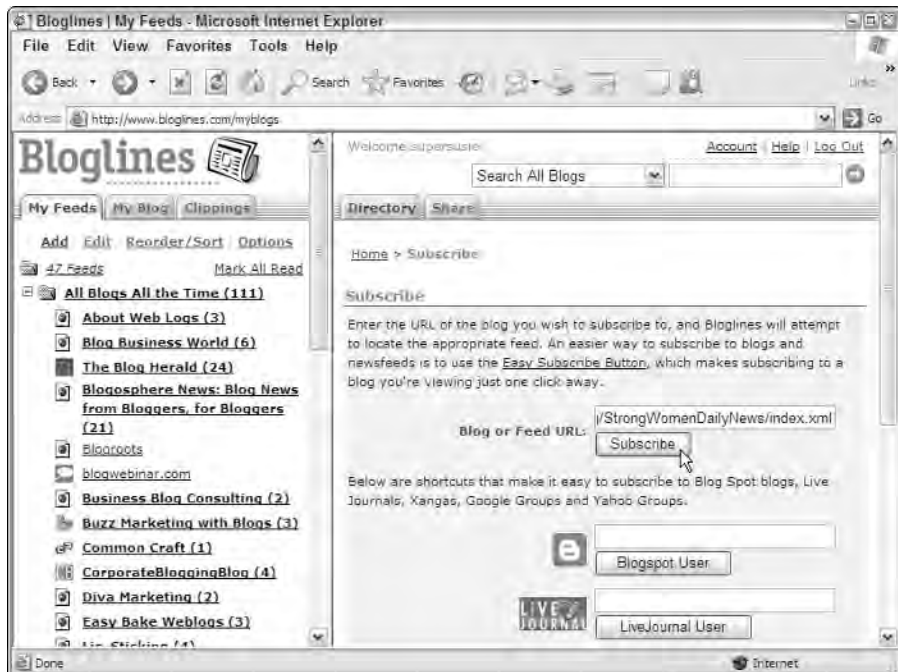 Bloglines | My Feeds - Microsoft Internet Explorer
File Edit View Favorites Tools Help
Back Search Favorites Links
Address http://www.bloglines.com/myblogs Go
Bloglines
My Feeds My Blog Clippings
Add Edit Reorder/Sort Options
47 Feeds Mark All Read
All Blogs All the Time (111)
About Web Logs (3)
Blog Business World (6)
The Blog Herald (24)
Blogosphere News: Blog News
from Bloggers, for Bloggers
(21)
Blogroots
blogwebinar.com
Business Blog Consulting (2)
Buzz Marketing with Blogs (3)
Common Craft (1)
CorporateBloggingBlog (4)
Diva Marketing (2)
Easy Bake Weblogs (3)
Welcome supersusie
Account | Help | Log Out
Search All Blogs
Directory Share
Home > Subscribe
Subscribe
Enter the URL of the blog you wish to subscribe to, and Bloglines will attempt
to locate the appropriate feed. An easier way to subscribe to blogs and
newsfeeds is to use the Easy Subscribe Button, which makes subscribing to a
blog you're viewing just one click away.
Blog or Feed URL: /StrongWomenDailyNews/index.xml
Subscribe
Below are shortcuts that make it easy to subscribe to Blog Spot blogs, Live
Journals, Xangas, Google Groups and Yahoo Groups.
Blogspot User
LIVE
JOURNAL
LiveJournal User
Done Internet